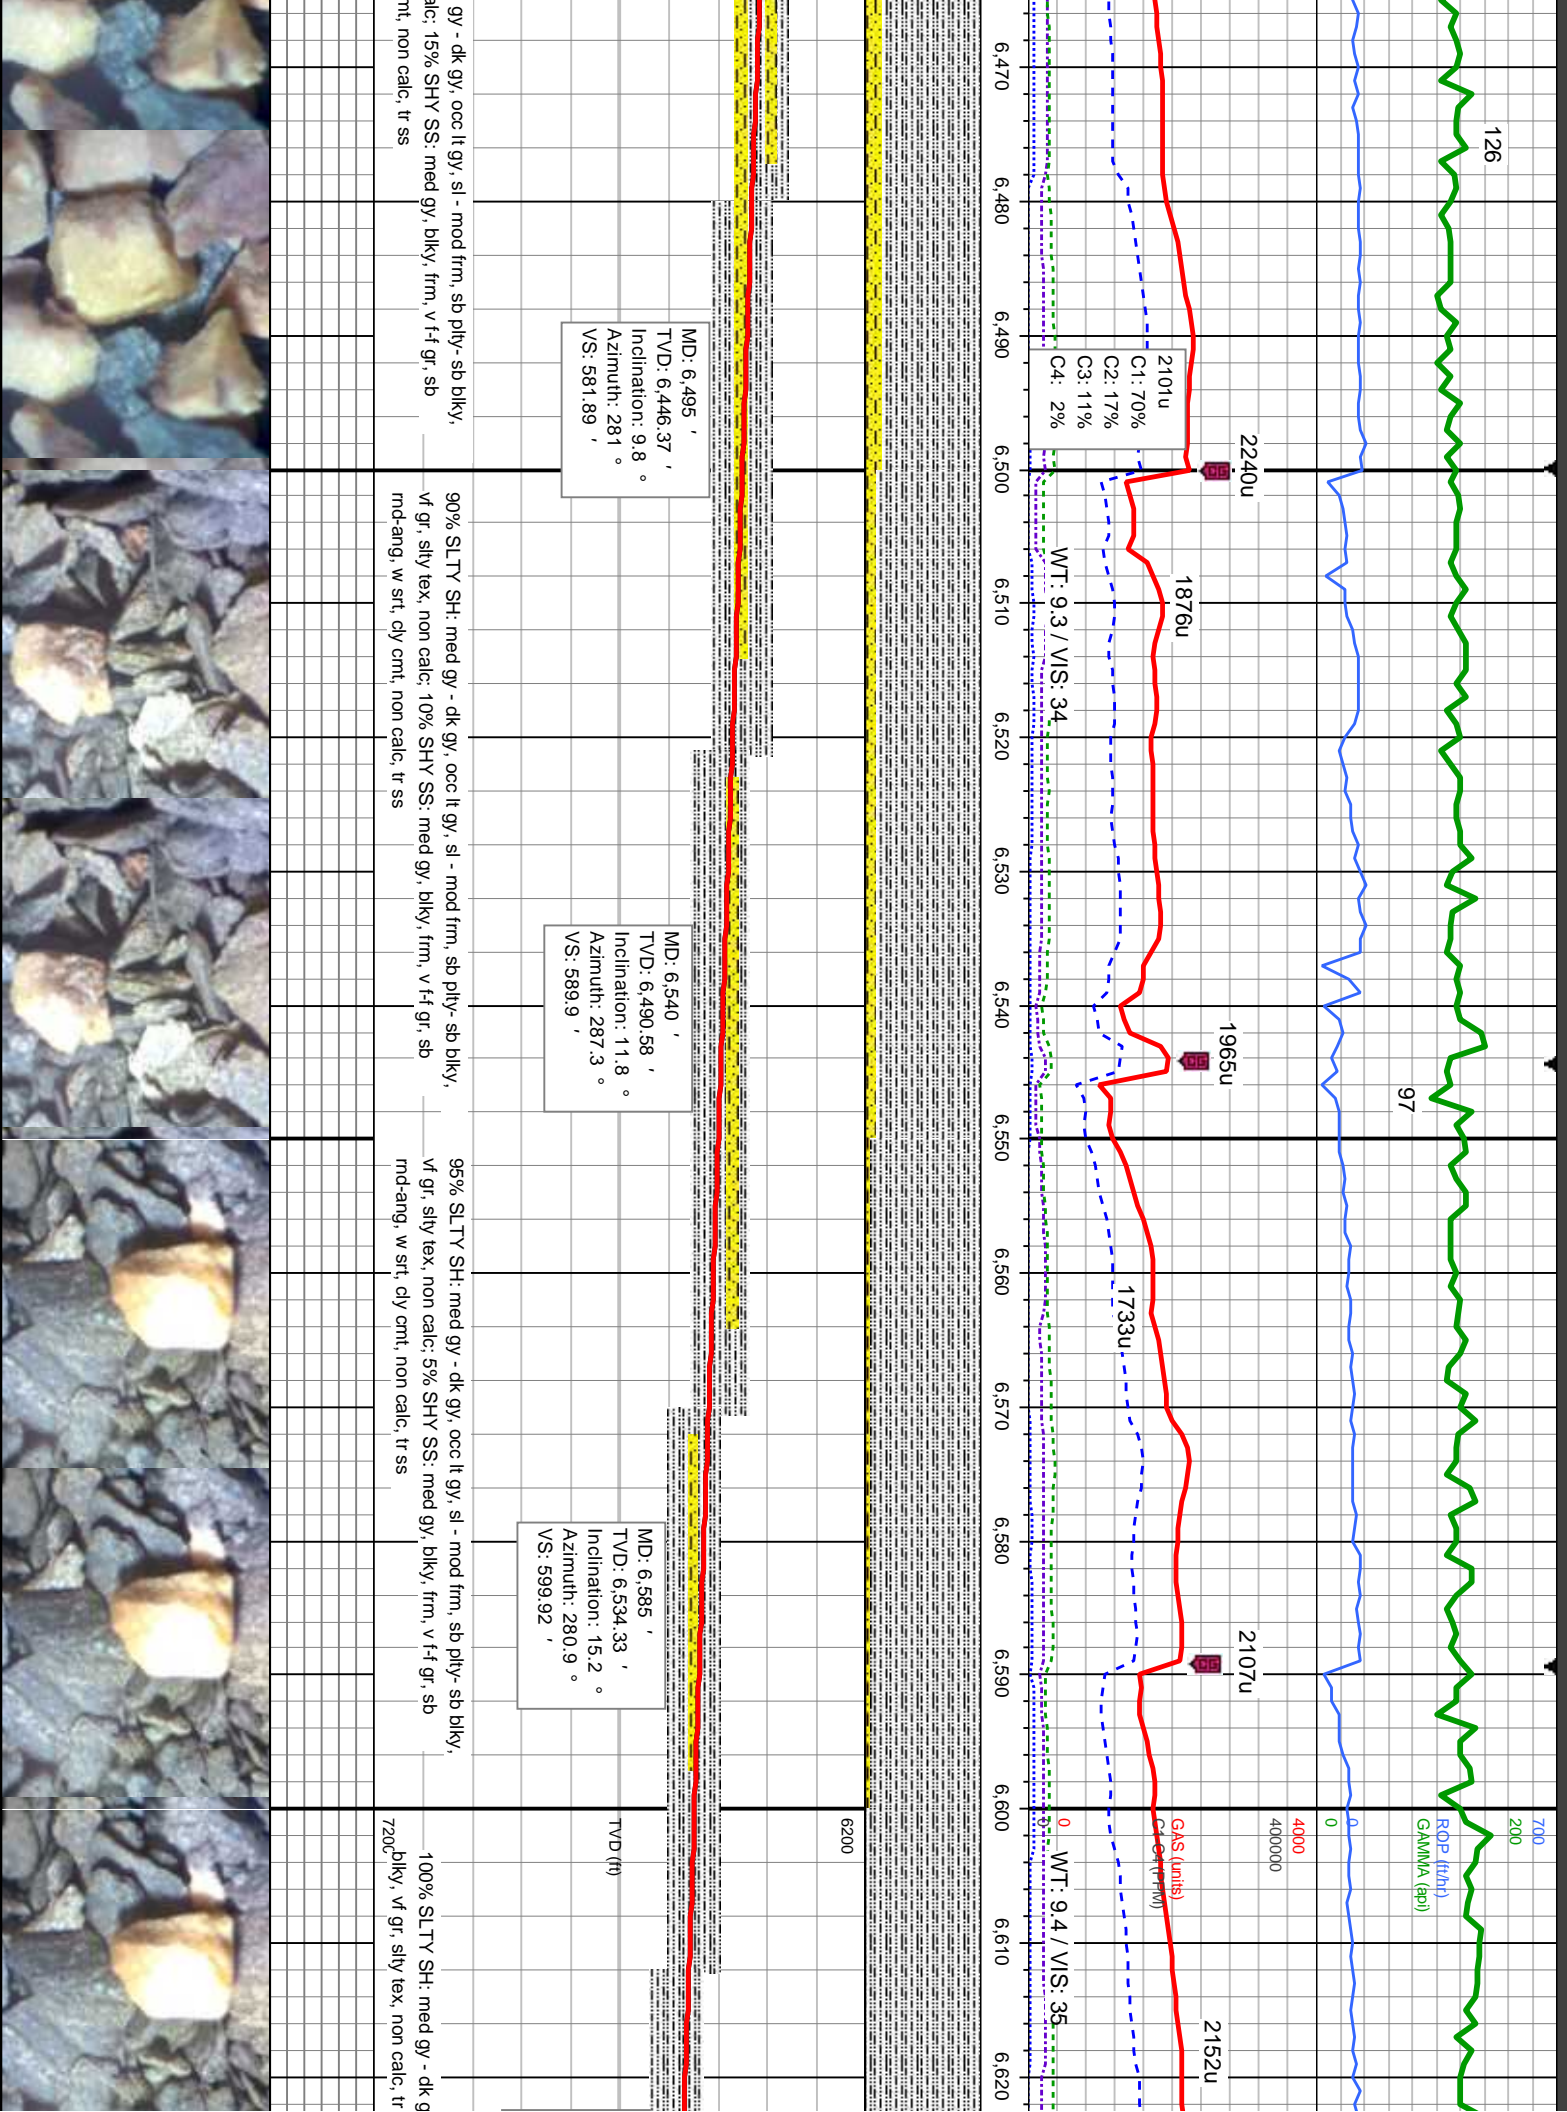 126
97
2240u
1876u
1965u
1733u
2107u
2152u
2101u
C1: 70%
C2: 17%
C3: 11%
C4: 2%
WT: 9.3 / VIS: 34
WT: 9.4 / VIS: 35
700
200
ROP (ft/hr)
GAMMA (api)
0
0
4000
400000
GAS (units)
C1-C4 (PPM)
0
0
6,470
6,480
6,490
6,500
6,510
6,520
6,530
6,540
6,550
6,560
6,570
6,580
6,590
6,600
6,610
6,620
6200
TVD (ft)
7200
MD: 6,495 '
TVD: 6,446.37 '
Inclination: 9.8 °
Azimuth: 281 °
VS: 581.89 '
MD: 6,540 '
TVD: 6,490.58 '
Inclination: 11.8 °
Azimuth: 287.3 °
VS: 589.9 '
MD: 6,585 '
TVD: 6,534.33 '
Inclination: 15.2 °
Azimuth: 280.9 °
VS: 599.92 '
gy - dk gy, occ lt gy, sl - mod frm, sb plty- sb blky,
alc; 15% SHY SS: med gy, blky, frm, v f-f gr, sb
mt, non calc, tr ss
90% SLTY SH: med gy - dk gy, occ lt gy, sl - mod frm, sb plty- sb blky,
vf gr, slty tex, non calc; 10% SHY SS: med gy, blky, frm, v f-f gr, sb
rnd-ang, w srt, cly cmt, non calc, tr ss
95% SLTY SH: med gy - dk gy, occ lt gy, sl - mod frm, sb plty- sb blky,
vf gr, slty tex, non calc; 5% SHY SS: med gy, blky, frm, v f-f gr, sb
rnd-ang, w srt, cly cmt, non calc, tr ss
100% SLTY SH: med gy - dk g
blky, vf gr, slty tex, non calc, tr